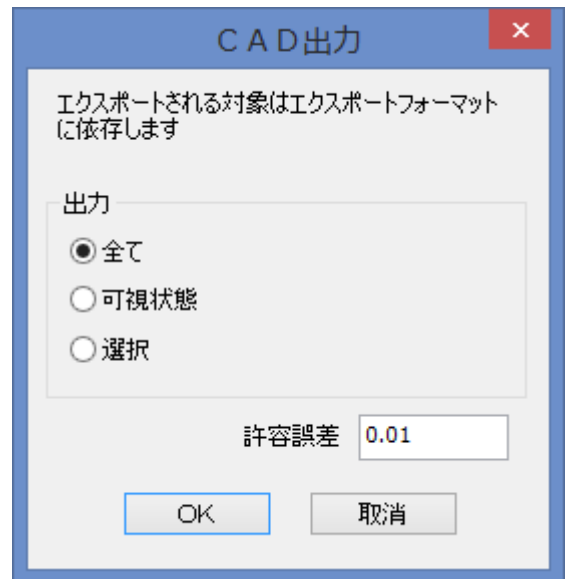 ＣＡＤ出力
エクスポートされる対象はエクスポートフォーマット
に依存します
出力
全て
可視状態
選択
許容誤差 0.01
OK 取消